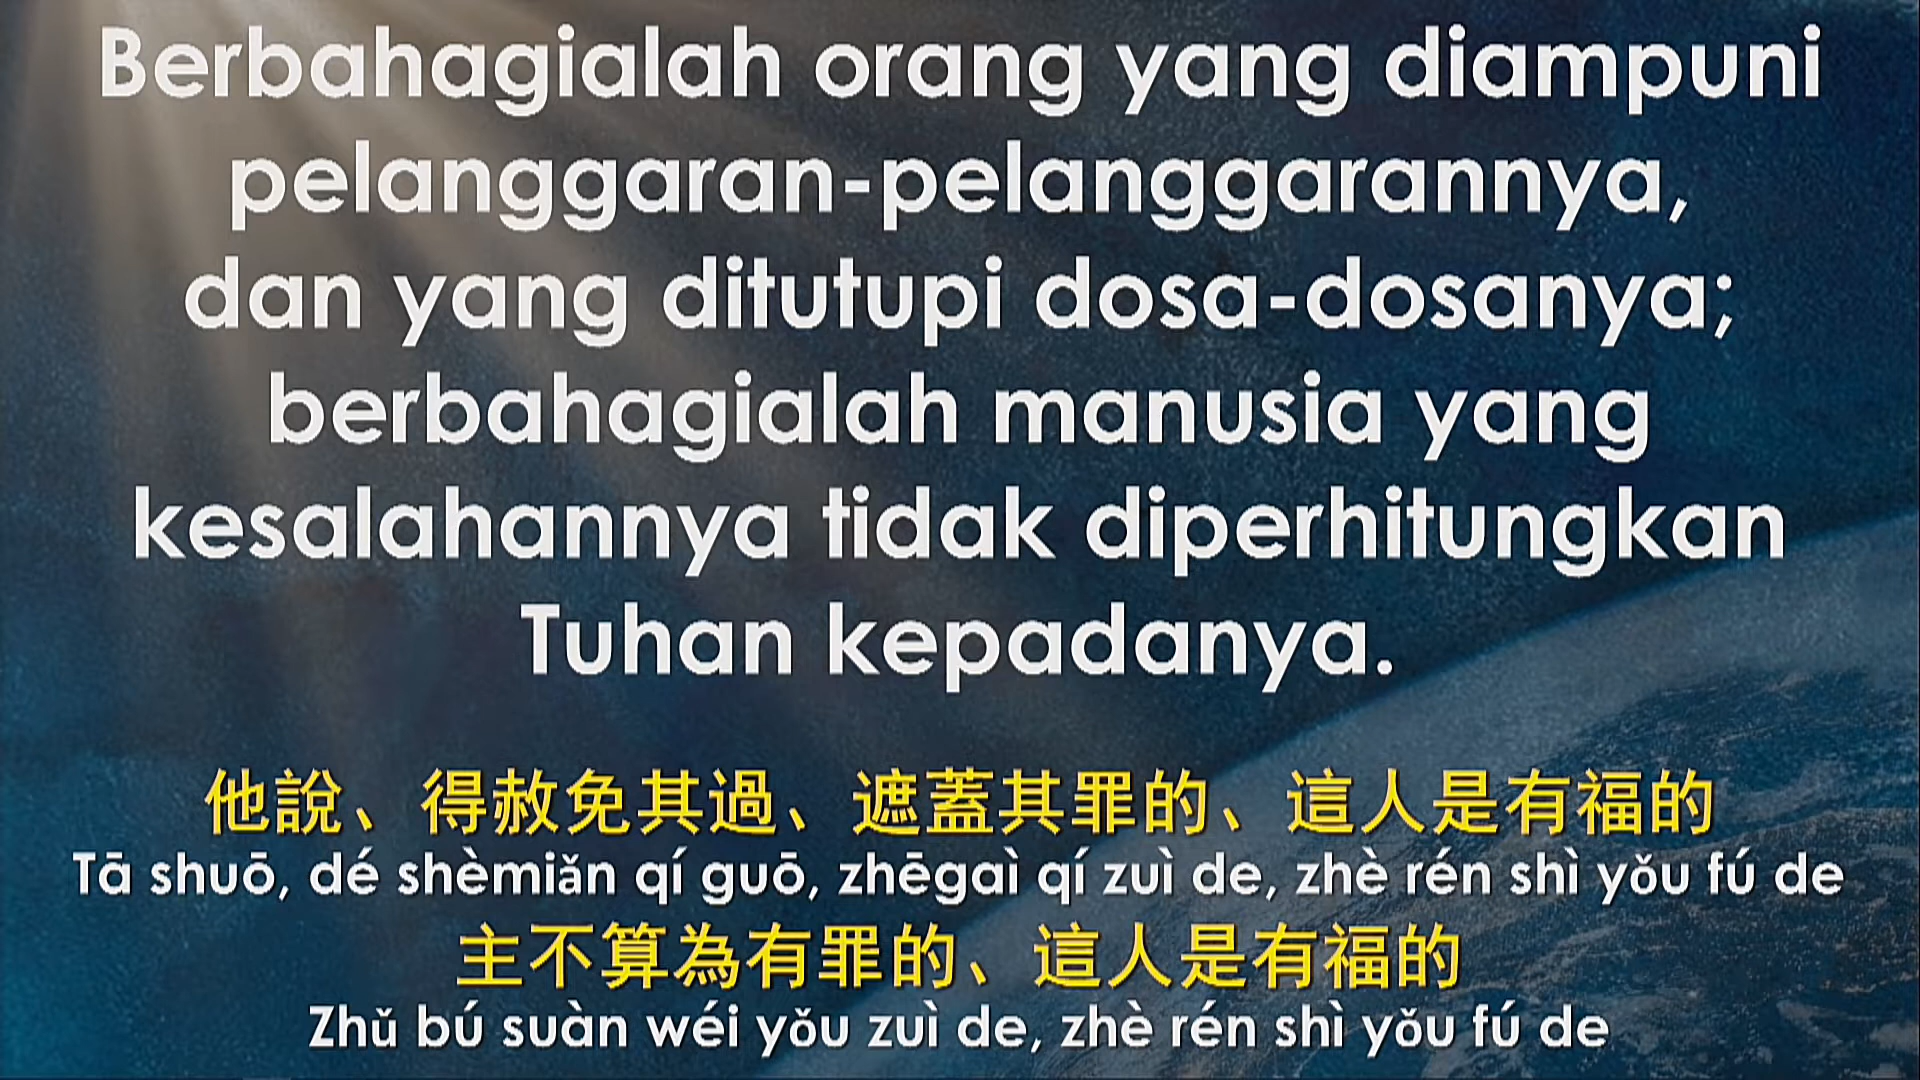 Berbahagialah orang yang diampuni
pelanggaran-pelanggarannya,
dan yang ditutupi dosa-dosanya;
berbahagialah manusia yang
kesalahannya tidak diperhitungkan
Tuhan kepadanya.
他說、得赦免其過、遮蓋其罪的、這人是有福的
Tā shuō, dé shèmiǎn qí guō, zhēgaì qí zuì de, zhè rén shì yǒu fú de
主不算為有罪的、這人是有福的
Zhǔ bú suàn wéi yǒu zuì de, zhè rén shì yǒu fú de